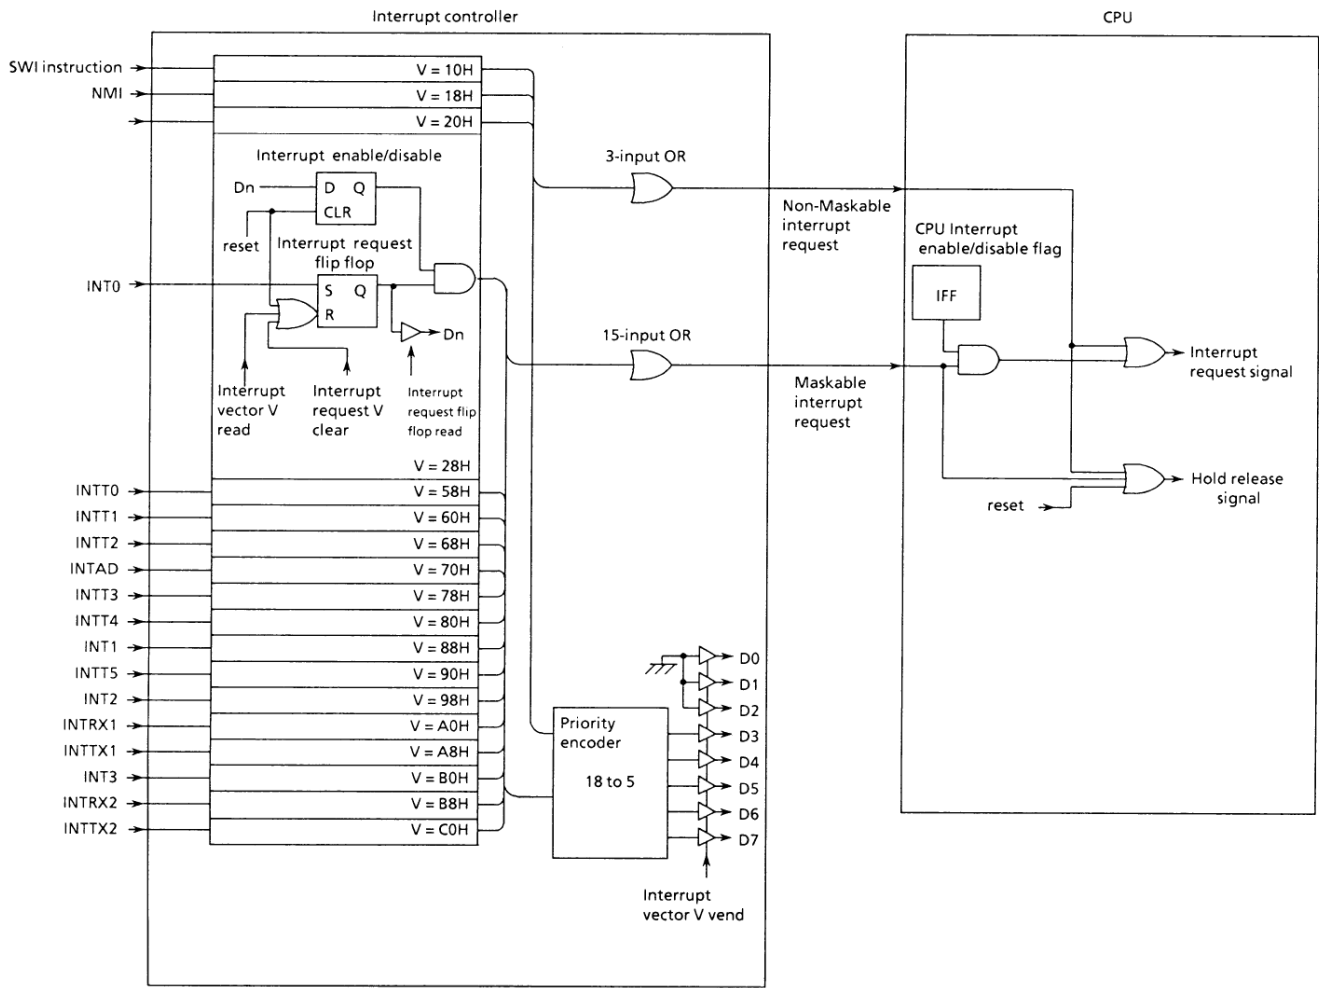 Interrupt controller
CPU
SWI instruction
V = 10H
NMI
V = 18H
V = 20H
Interrupt enable/disable
3-input OR
Dn
D Q
CLR
reset
Non-Maskable
interrupt
request
Interrupt request
flip flop
CPU Interrupt
enable/disable flag
INT0
S Q
R
IFF
Dn
15-input OR
Interrupt
request signal
Maskable
interrupt
request
Interrupt
vector V
read
Interrupt
request V
clear
Interrupt
request flip
flop read
V = 28H
Hold release
signal
reset
INTT0
V = 58H
INTT1
V = 60H
INTT2
V = 68H
INTAD
V = 70H
INTT3
V = 78H
INTT4
V = 80H
INT1
V = 88H
INTT5
V = 90H
INT2
V = 98H
INTRX1
V = A0H
INTTX1
V = A8H
INT3
V = B0H
INTRX2
V = B8H
INTTX2
V = C0H
Priority
encoder
18 to 5
D0
D1
D2
D3
D4
D5
D6
D7
Interrupt
vector V vend